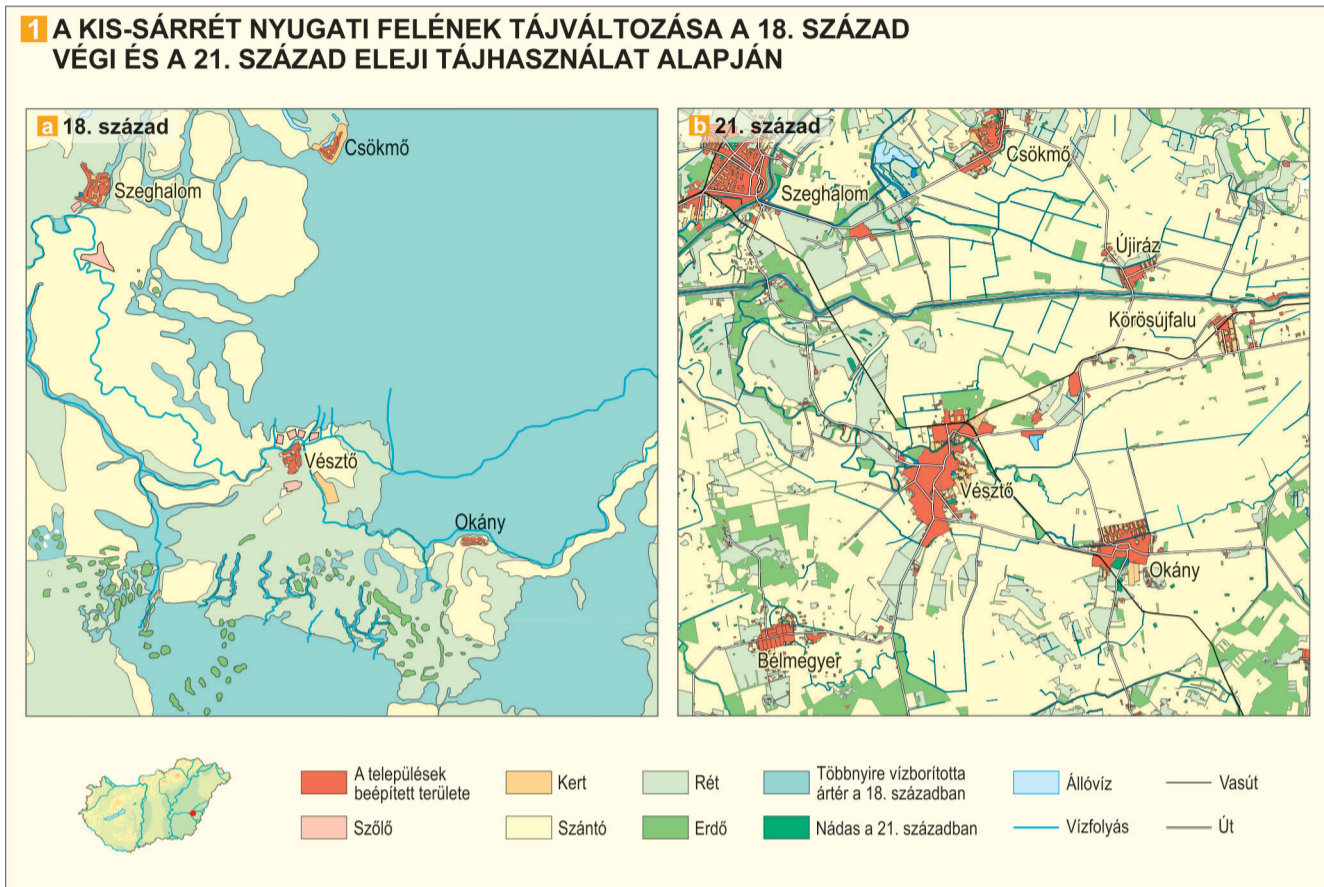 1 A KIS-SÁRRÉT NYUGATI FELÉNEK TÁJVÁLTOZÁSA A 18. SZÁZAD
VÉGI ÉS A 21. SZÁZAD ELEJI TÁJHASZNÁLAT ALAPJÁN
a 18. század
Csökmő
Szeghalom
Vésztő
Okány
b 21. század
Csökmő
Szeghalom
Újiráz
Körösújfalu
Vésztő
Okány
Bélmegyer
A települések
beépített területe
Kert
Rét
Többnyire vízborította
ártér a 18. században
Állóvíz
Vasút
Szőlő
Szántó
Erdő
Nádas a 21. században
Vízfolyás
Út